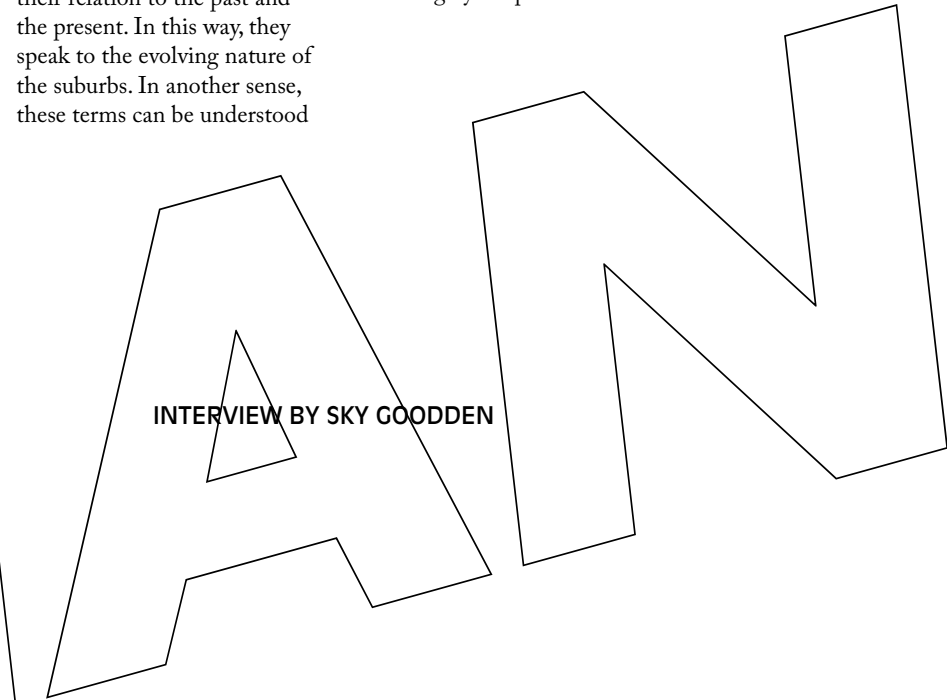 their relation to the past and
the present. In this way, they
speak to the evolving nature of
the suburbs. In another sense,
these terms can be understood
AN
INTERVIEW BY SKY GOODDEN